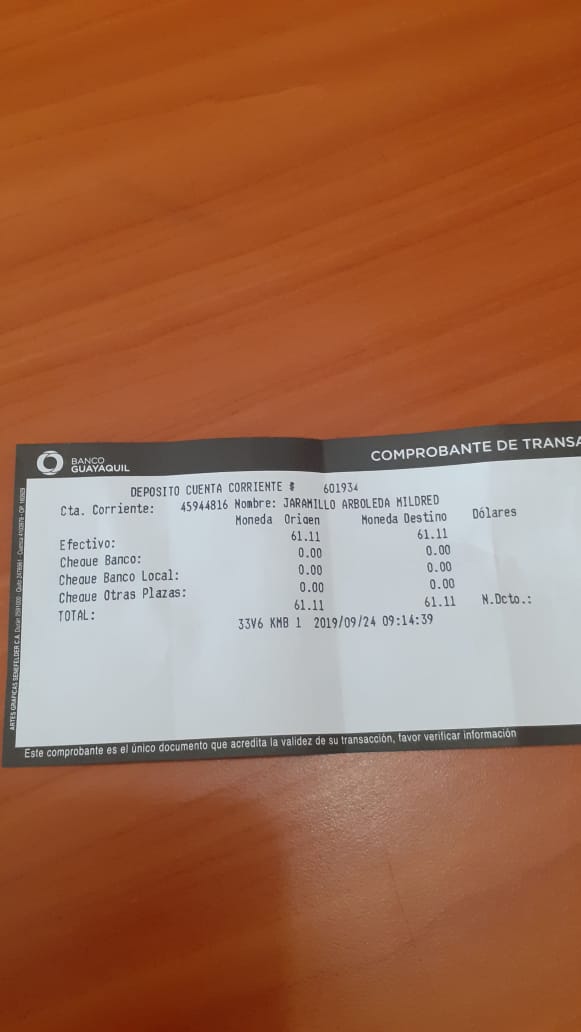 BANCO
GUAYAQUIL
COMPROBANTE DE TRANSA
DEPOSITO CUENTA CORRIENTE # 601934
Cta. Corriente: 45944816 Nombre: JARAMILLO ARBOLEDA MILDRED
Moneda Origen Moneda Destino Dólares
Efectivo: 61.11 61.11
Cheque Banco: 0.00 0.00
Cheque Banco Local: 0.00 0.00
Cheque Otras Plazas: 0.00 0.00
TOTAL: 61.11 61.11 N.Dcto.:
33V6 KMB 1 2019/09/24 09:14:39
Este comprobante es el único documento que acredita la validez de su transacción, favor verificar información
ARTES GRAFICAS SENEFELDER C.A.